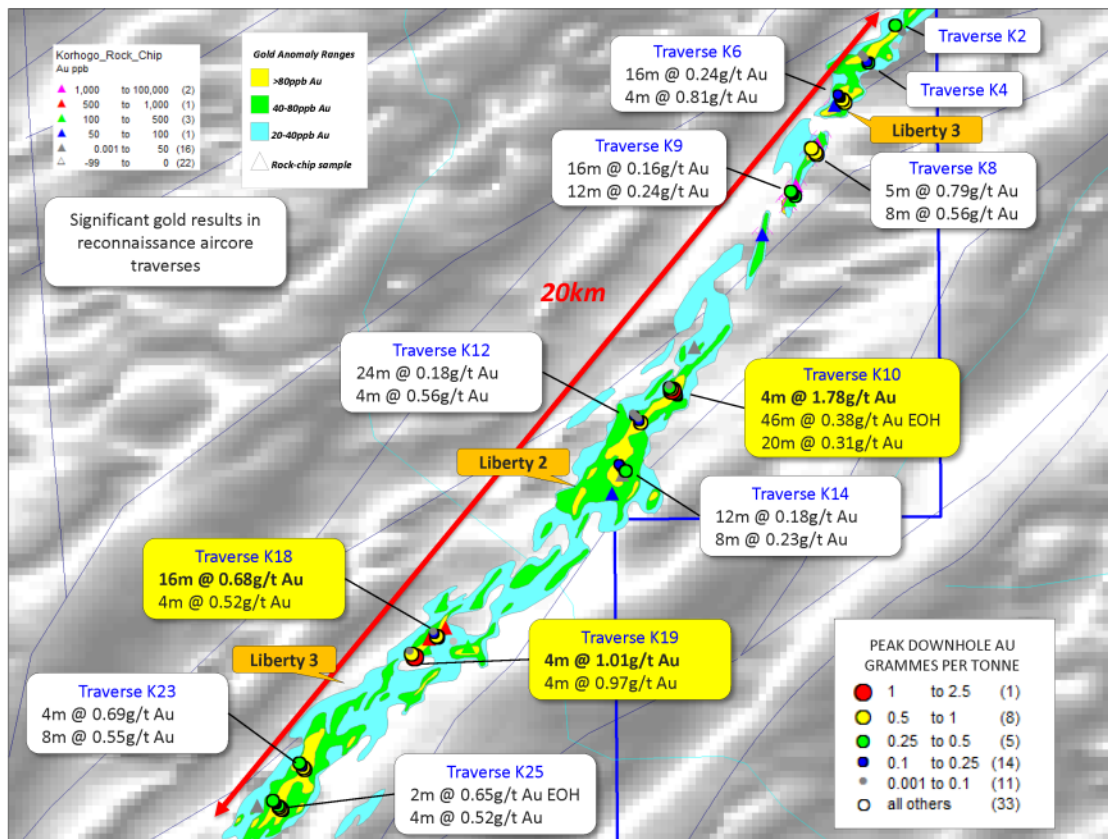 Korhogo_Rock_Chip
Au ppb
1,000 to 100,000 (2)
500 to 1,000 (1)
100 to 500 (3)
50 to 100 (1)
0.001 to 50 (16)
-99 to 0 (22)
Gold Anomaly Ranges
>80ppb Au
40-80ppb Au
20-40ppb Au
Rock-chip sample
Significant gold results in
reconnaissance aircore
traverses
Traverse K2
Traverse K4
Traverse K6
16m @ 0.24g/t Au
4m @ 0.81g/t Au
Liberty 3
Traverse K9
16m @ 0.16g/t Au
12m @ 0.24g/t Au
Traverse K8
5m @ 0.79g/t Au
8m @ 0.56g/t Au
20km
Traverse K12
24m @ 0.18g/t Au
4m @ 0.56g/t Au
Traverse K10
4m @ 1.78g/t Au
46m @ 0.38g/t Au EOH
20m @ 0.31g/t Au
Liberty 2
Traverse K14
12m @ 0.18g/t Au
8m @ 0.23g/t Au
Traverse K18
16m @ 0.68g/t Au
4m @ 0.52g/t Au
Traverse K19
4m @ 1.01g/t Au
4m @ 0.97g/t Au
Liberty 3
Traverse K23
4m @ 0.69g/t Au
8m @ 0.55g/t Au
Traverse K25
2m @ 0.65g/t Au EOH
4m @ 0.52g/t Au
PEAK DOWNHOLE AU
GRAMMES PER TONNE
1 to 2.5 (1)
0.5 to 1 (8)
0.25 to 0.5 (5)
0.1 to 0.25 (14)
0.001 to 0.1 (11)
all others (33)